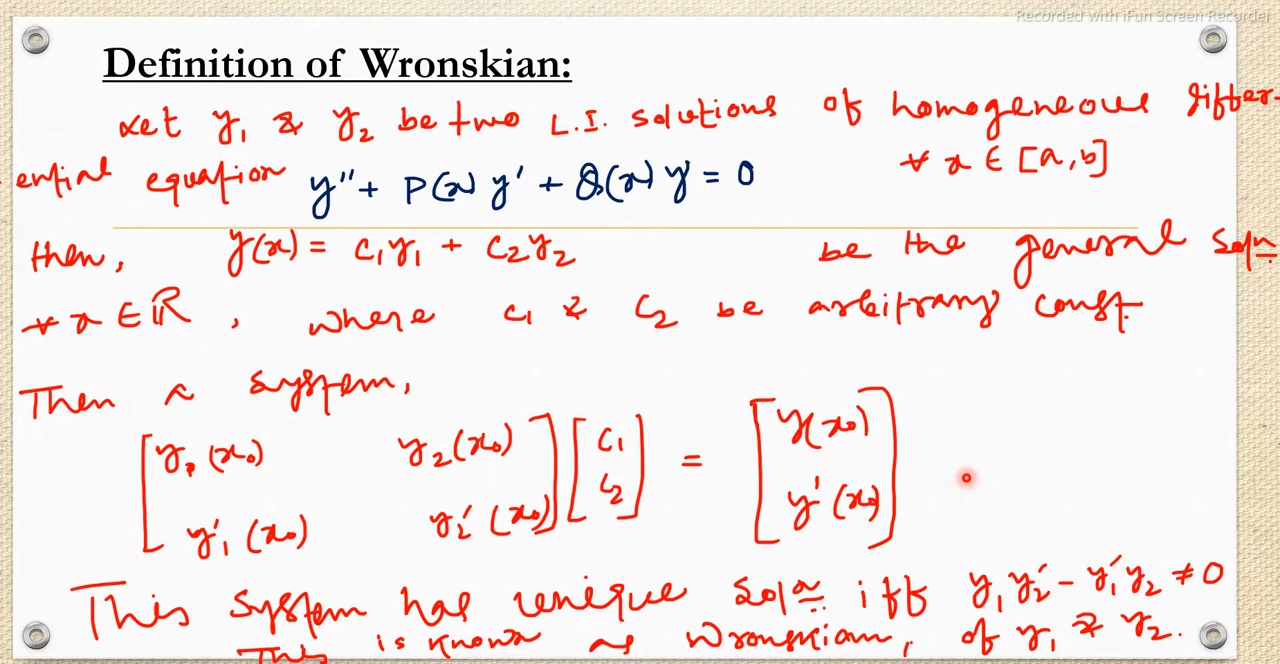 Recorded with iFun Screen Recorder
Definition of Wronskian:
Let y₁ & y₂ be two L.I. solutions of homogeneous differ-
ential equation y'' + P(x) y' + Q(x) y = 0 ∀ x ∈ [a, b]
then, y(x) = c₁y₁ + c₂y₂ be the general soln
∀ x ∈ ℝ, where c₁ & c₂ be arbitrary const.
Then a system,
[y₁(x₀) y₂(x₀)] [c₁] = [y(x₀)]
[y'₁(x₀) y₂'(x₀)] [c₂] [y'(x₀)]
This system has unique soln iff y₁y₂' - y₁'y₂ ≠ 0
This is known as Wronskian, of y₁ & y₂.